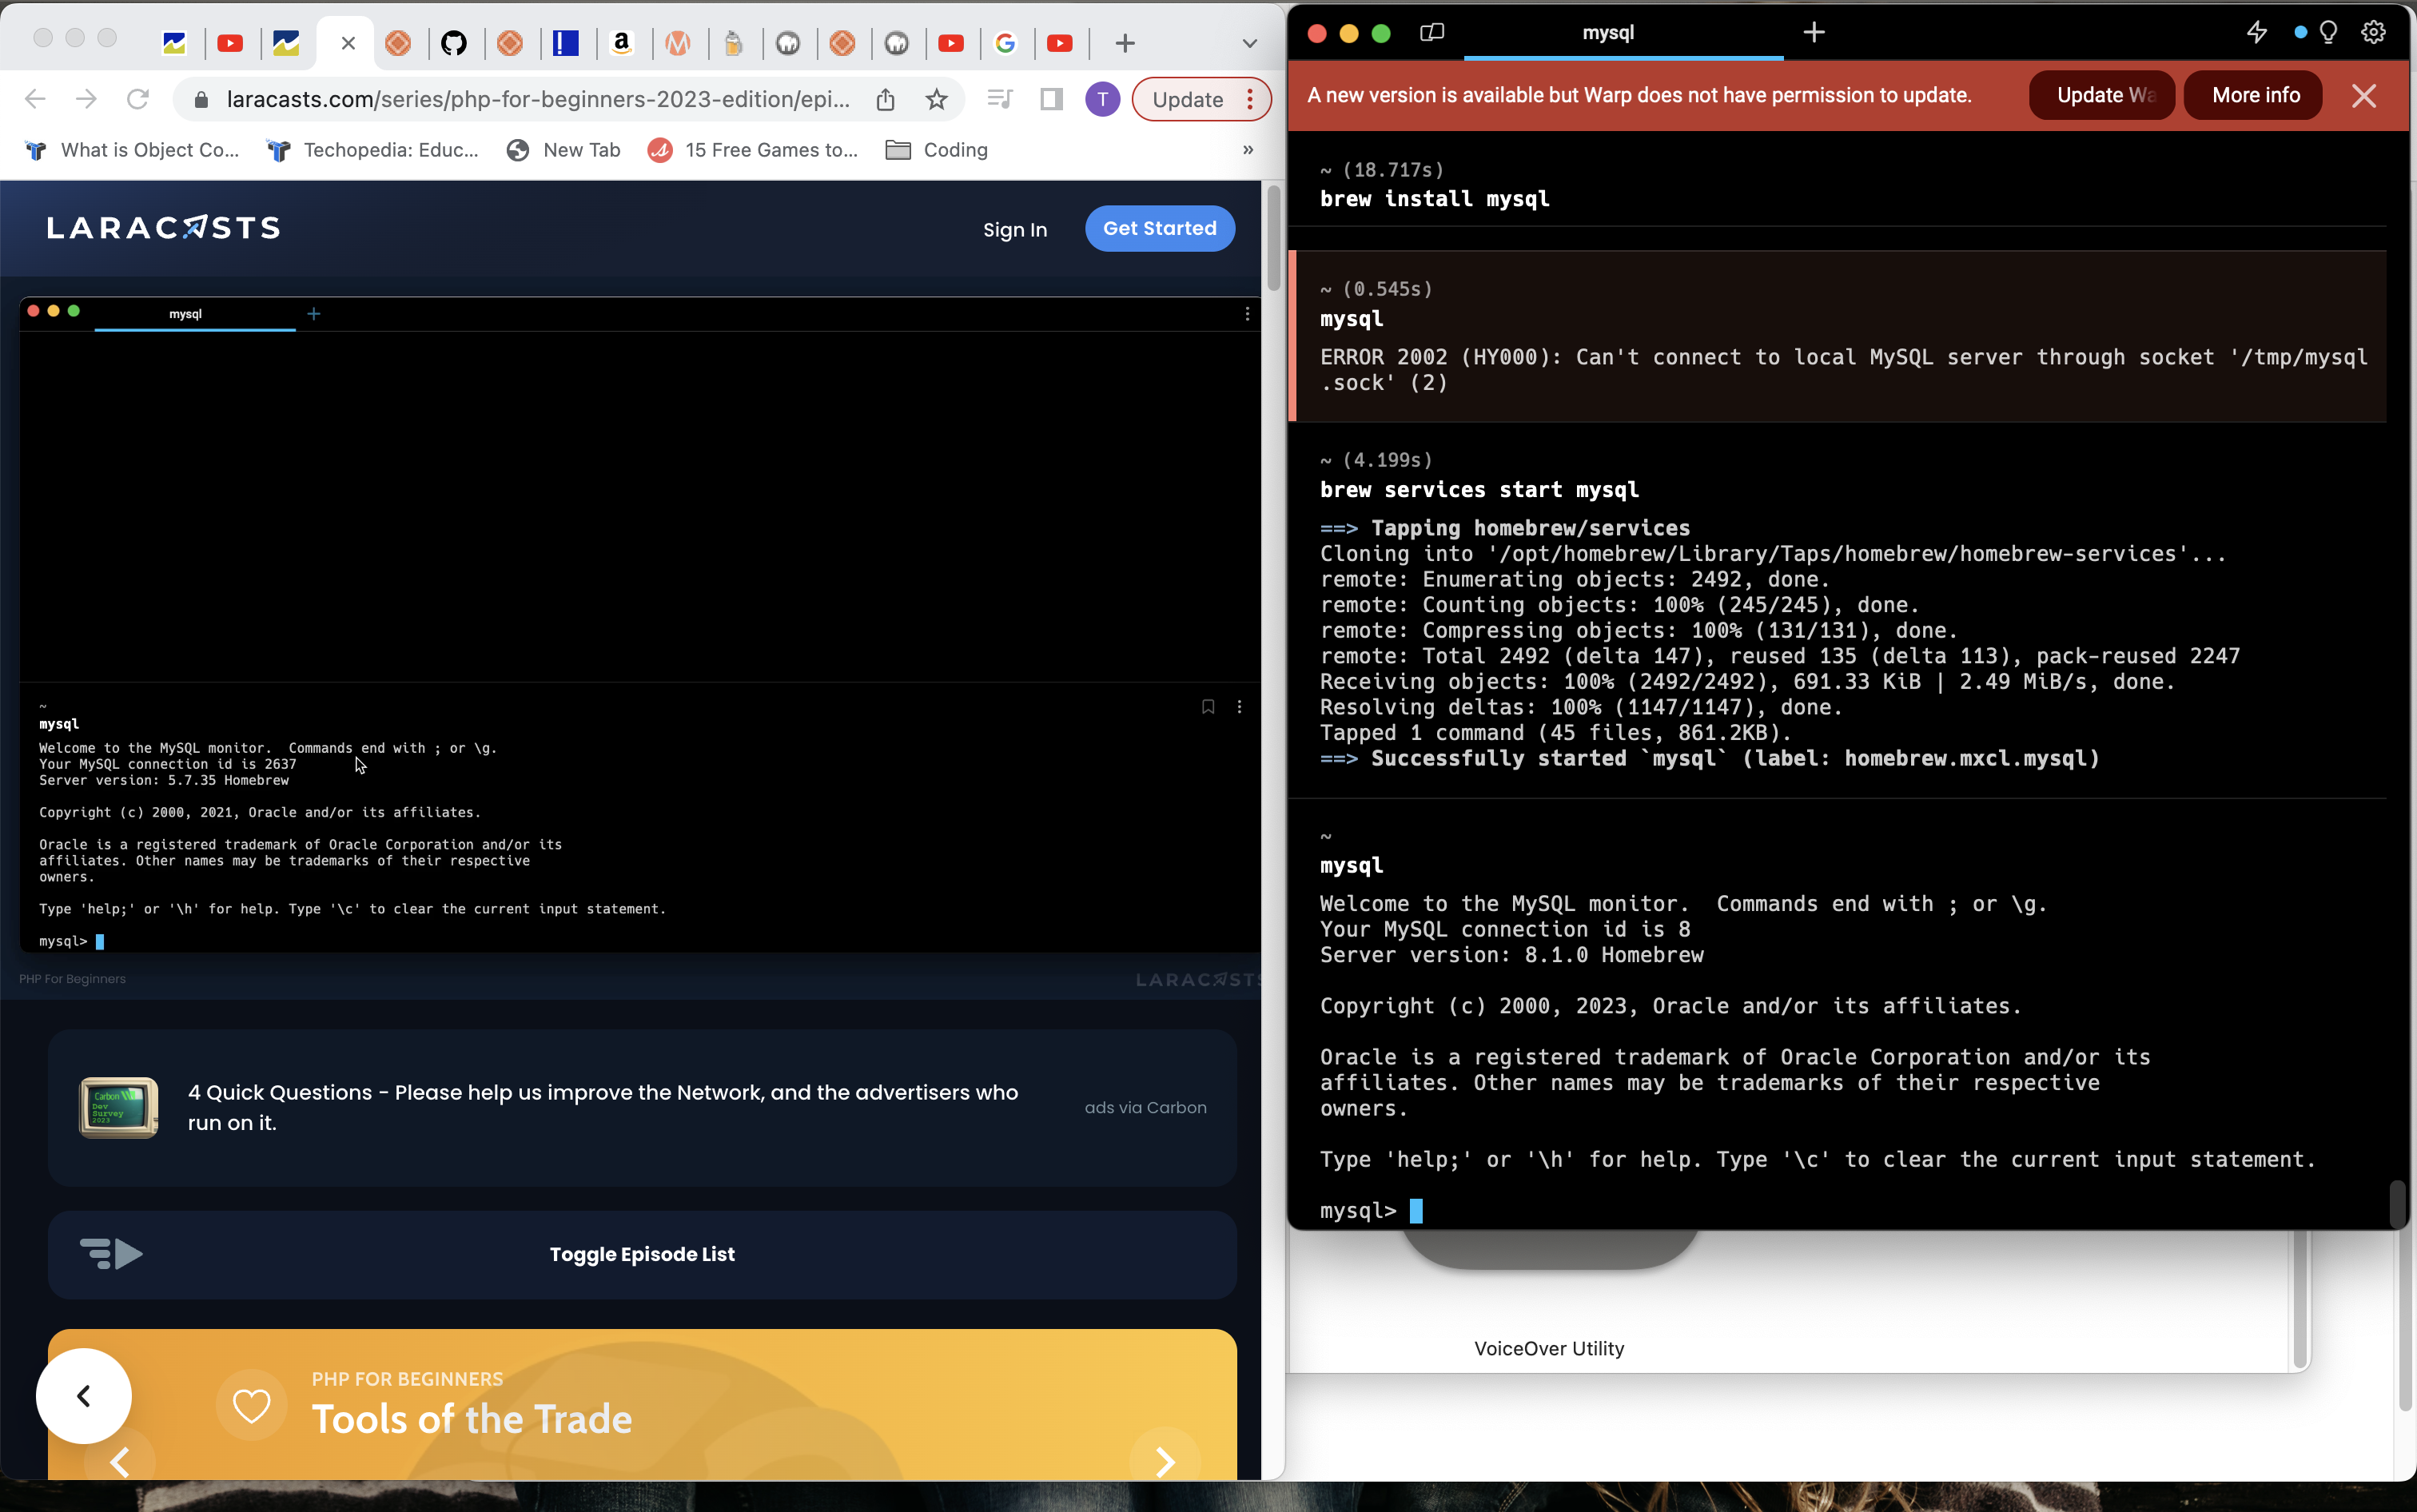 laracasts.com/series/php-for-beginners-2023-edition/epi...
T
Update
What is Object Co...
Techopedia: Educ...
New Tab
15 Free Games to...
Coding
»
LARACASTS
Sign In
Get Started
mysql
~
mysql
Welcome to the MySQL monitor.  Commands end with ; or \g.
Your MySQL connection id is 2637
Server version: 5.7.35 Homebrew
Copyright (c) 2000, 2021, Oracle and/or its affiliates.
Oracle is a registered trademark of Oracle Corporation and/or its
affiliates. Other names may be trademarks of their respective
owners.
Type 'help;' or '\h' for help. Type '\c' to clear the current input statement.
mysql>
PHP For Beginners
LARACASTS
Carbon
Dev
Survey
2023
4 Quick Questions - Please help us improve the Network, and the advertisers who
run on it.
ads via Carbon
Toggle Episode List
PHP FOR BEGINNERS
Tools of the Trade
mysql
A new version is available but Warp does not have permission to update.
Update Wa
More info
~ (18.717s)
brew install mysql
~ (0.545s)
mysql
ERROR 2002 (HY000): Can't connect to local MySQL server through socket '/tmp/mysql
.sock' (2)
~ (4.199s)
brew services start mysql
==> Tapping homebrew/services
Cloning into '/opt/homebrew/Library/Taps/homebrew/homebrew-services'...
remote: Enumerating objects: 2492, done.
remote: Counting objects: 100% (245/245), done.
remote: Compressing objects: 100% (131/131), done.
remote: Total 2492 (delta 147), reused 135 (delta 113), pack-reused 2247
Receiving objects: 100% (2492/2492), 691.33 KiB | 2.49 MiB/s, done.
Resolving deltas: 100% (1147/1147), done.
Tapped 1 command (45 files, 861.2KB).
==> Successfully started `mysql` (label: homebrew.mxcl.mysql)
~
mysql
Welcome to the MySQL monitor.  Commands end with ; or \g.
Your MySQL connection id is 8
Server version: 8.1.0 Homebrew
Copyright (c) 2000, 2023, Oracle and/or its affiliates.
Oracle is a registered trademark of Oracle Corporation and/or its
affiliates. Other names may be trademarks of their respective
owners.
Type 'help;' or '\h' for help. Type '\c' to clear the current input statement.
mysql>
VoiceOver Utility